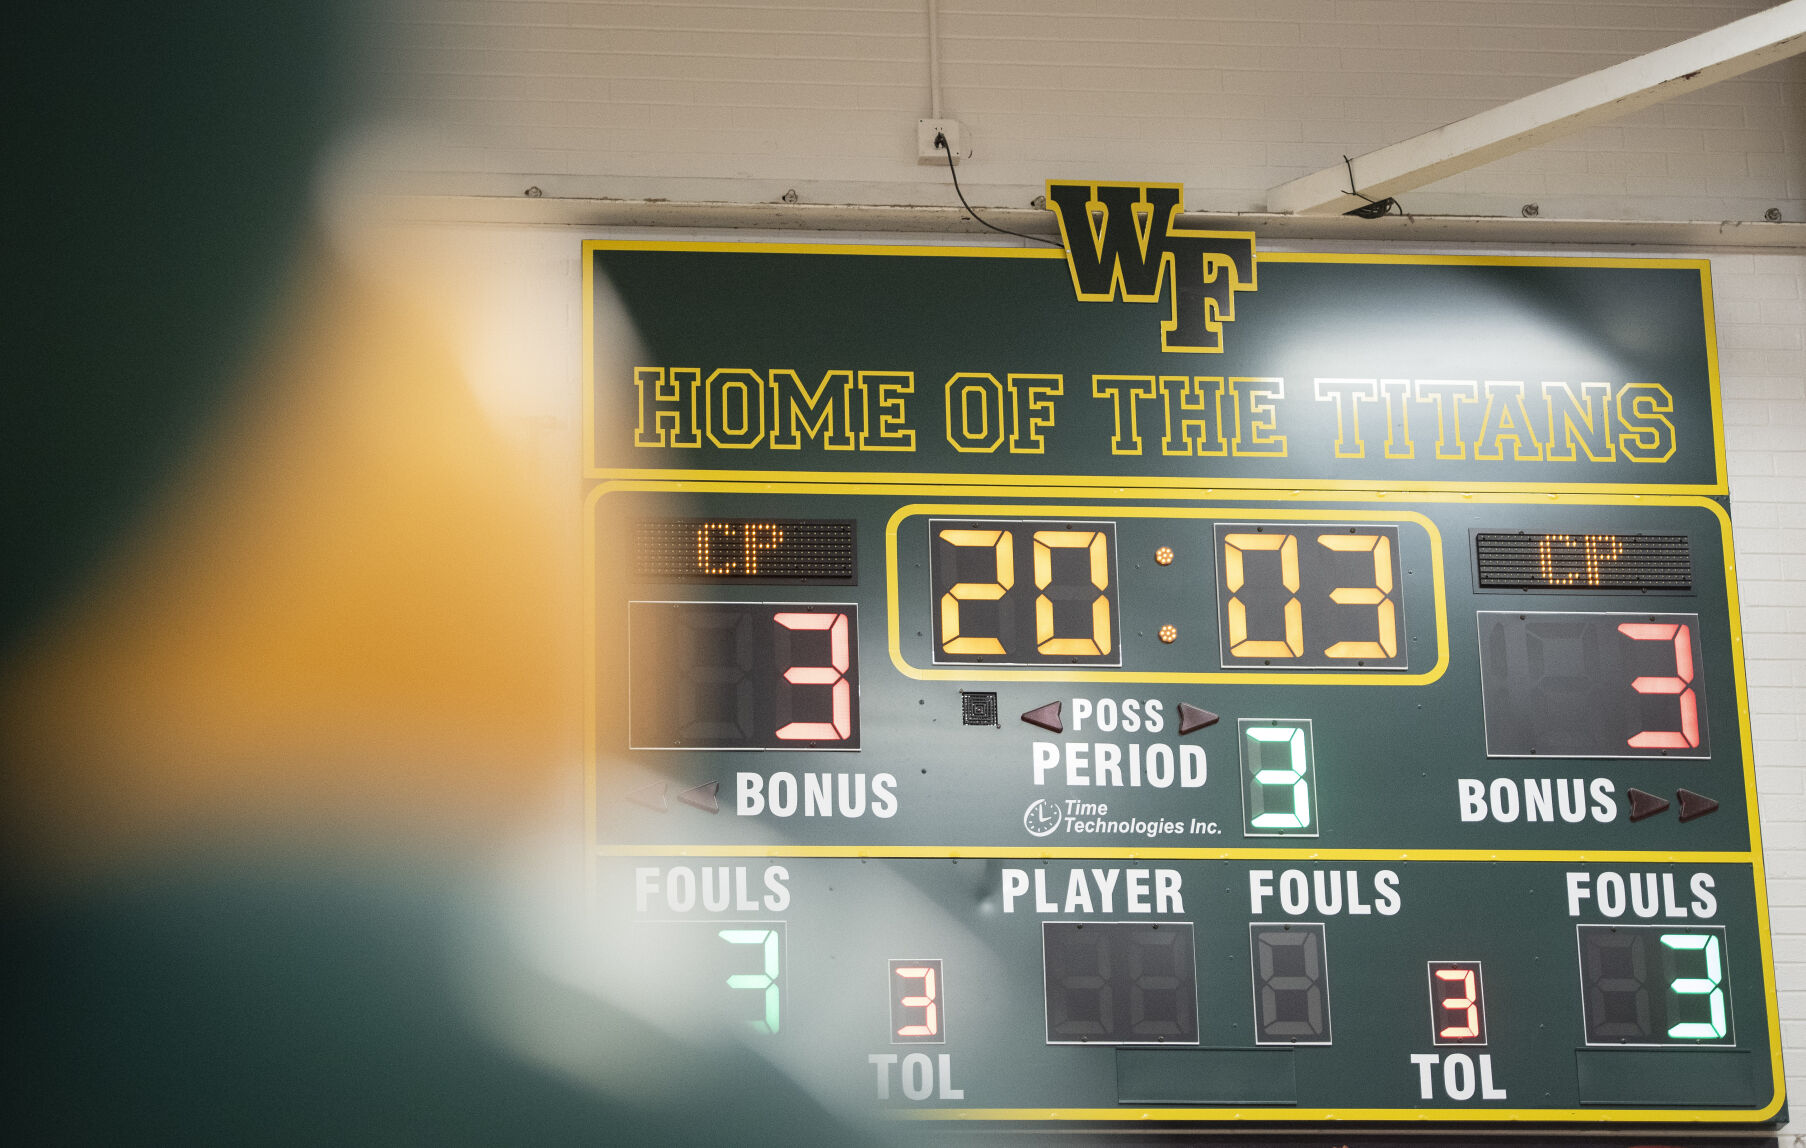 WF
HOME OF THE TITANS
CP 20:03 CP
3 POSS 3
PERIOD 3
BONUS BONUS
Time
Technologies Inc.
FOULS PLAYER FOULS FOULS
3 3 3 3
TOL TOL